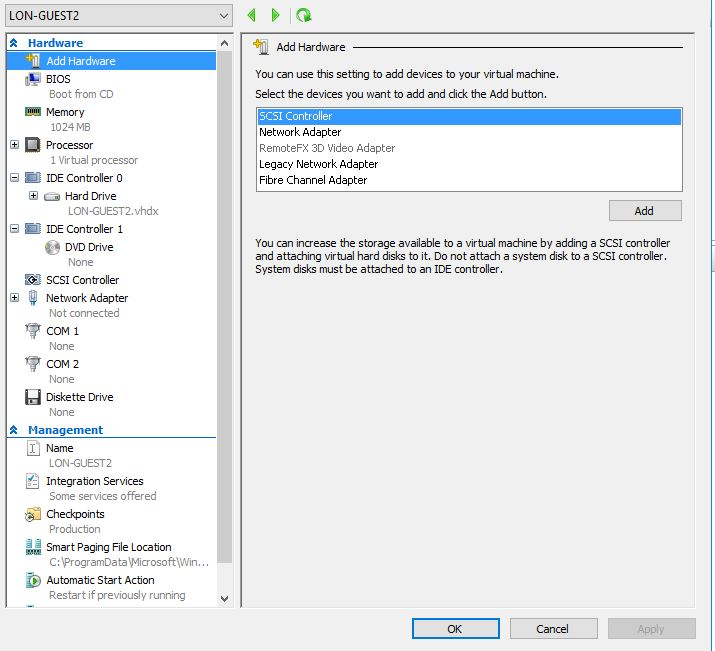 LON-GUEST2
Hardware
Add Hardware
BIOS
Boot from CD
Memory
1024 MB
Processor
1 Virtual processor
IDE Controller 0
Hard Drive
LON-GUEST2.vhdx
IDE Controller 1
DVD Drive
None
SCSI Controller
Network Adapter
Not connected
COM 1
None
COM 2
None
Diskette Drive
None
Management
Name
LON-GUEST2
Integration Services
Some services offered
Checkpoints
Production
Smart Paging File Location
C:\ProgramData\Microsoft\Win...
Automatic Start Action
Restart if previously running
Add Hardware
You can use this setting to add devices to your virtual machine.
Select the devices you want to add and click the Add button.
SCSI Controller
Network Adapter
RemoteFX 3D Video Adapter
Legacy Network Adapter
Fibre Channel Adapter
Add
You can increase the storage available to a virtual machine by adding a SCSI controller
and attaching virtual hard disks to it. Do not attach a system disk to a SCSI controller.
System disks must be attached to an IDE controller.
OK
Cancel
Apply